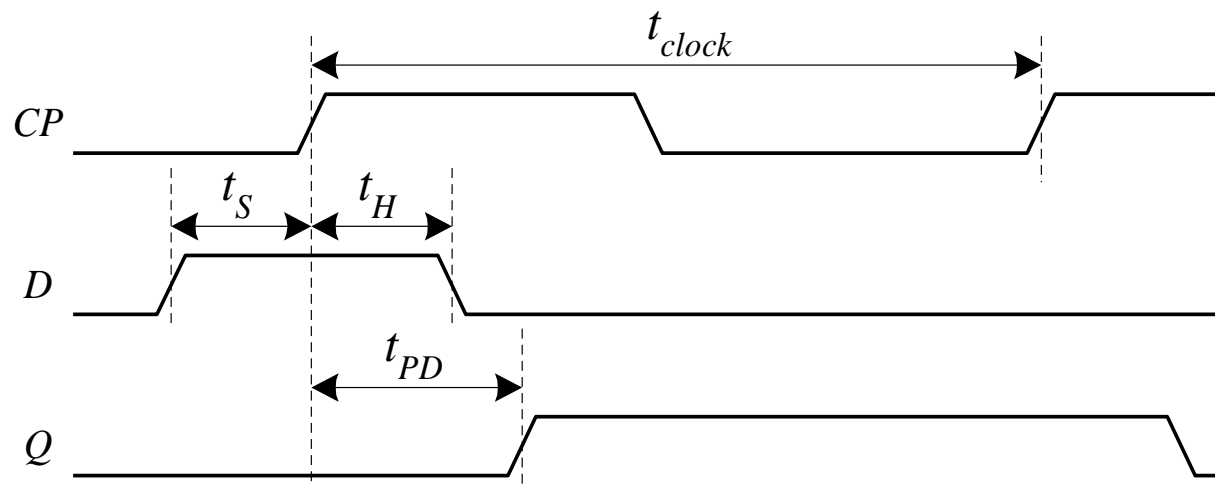 t_clock
CP
t_S t_H
D
t_PD
Q